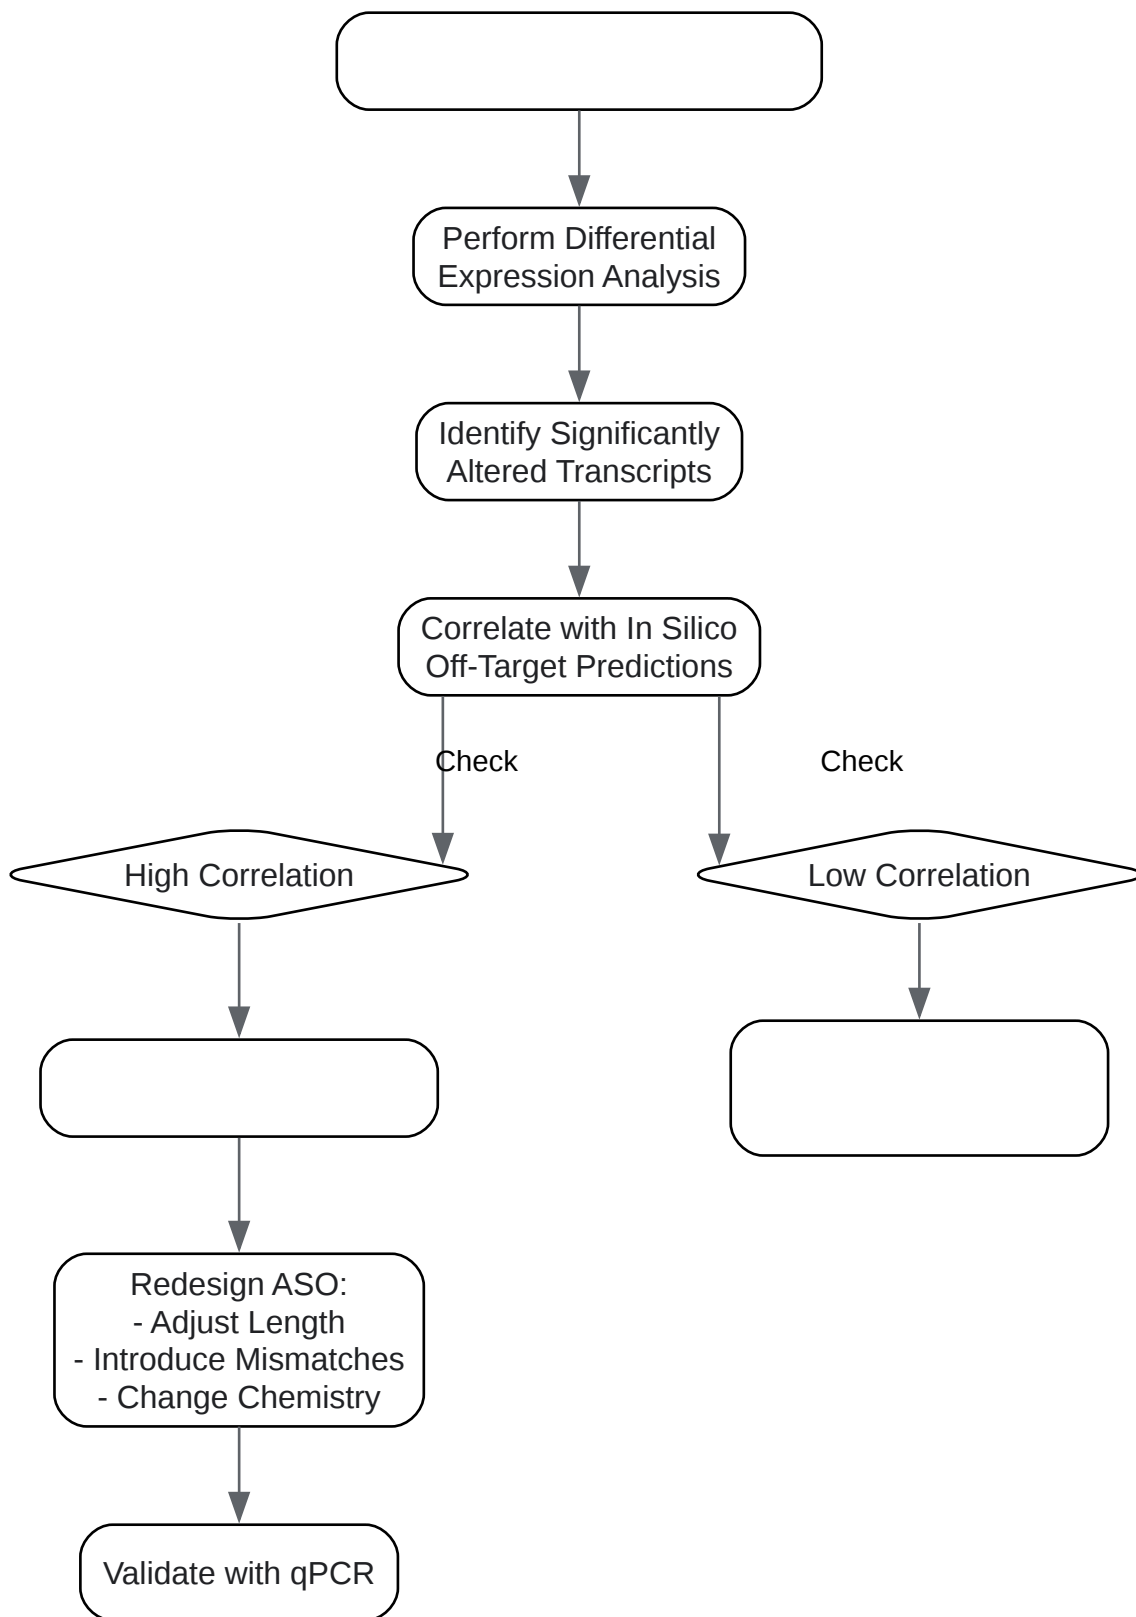 Perform Differential
Expression Analysis
Identify Significantly
Altered Transcripts
Correlate with In Silico
Off-Target Predictions
Check
Check
High Correlation
Low Correlation
Redesign ASO:
- Adjust Length
- Introduce Mismatches
- Change Chemistry
Validate with qPCR